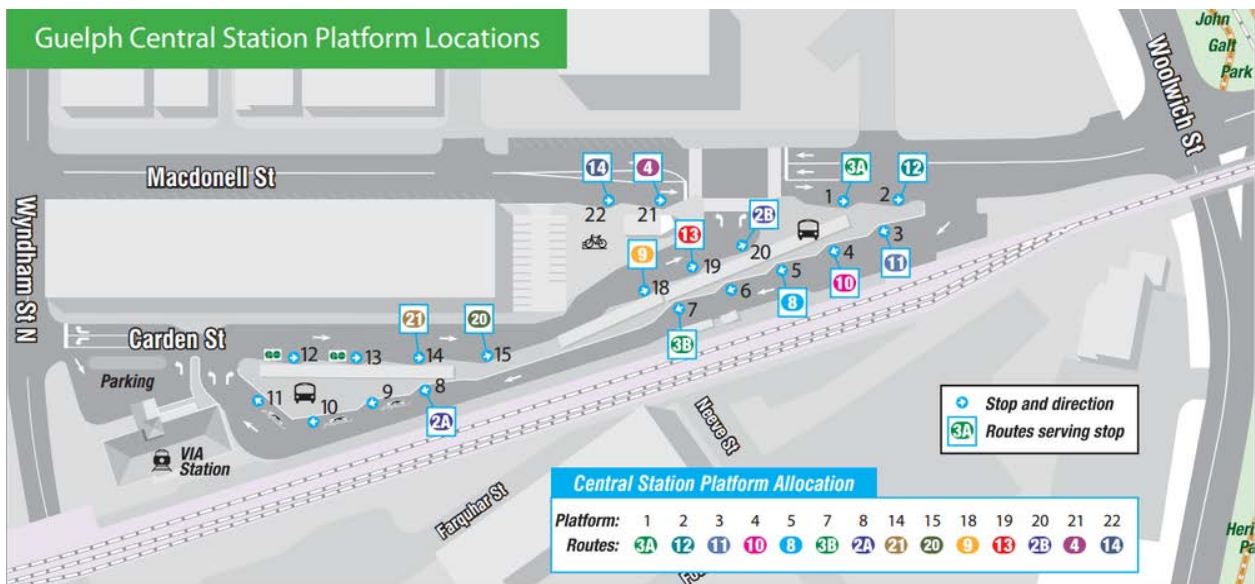 Guelph Central Station Platform Locations
John
Galt
Park
Woolwich St
Macdonell St
Wyndham St N
14
4
3A
12
22
21
1
2
2B
13
9
20
19
18
3
4
5
6
7
11
10
8
3B
Carden St
21
20
GO
12
GO
13
14
15
Parking
11
10
9
8
2A
VIA
Station
Neeve St
Farquhar St
Stop and direction
3A Routes serving stop
Central Station Platform Allocation
Platform: 1 2 3 4 5 7 8 14 15 18 19 20 21 22
Routes: 3A 12 11 10 8 3B 2A 21 20 9 13 2B 4 14